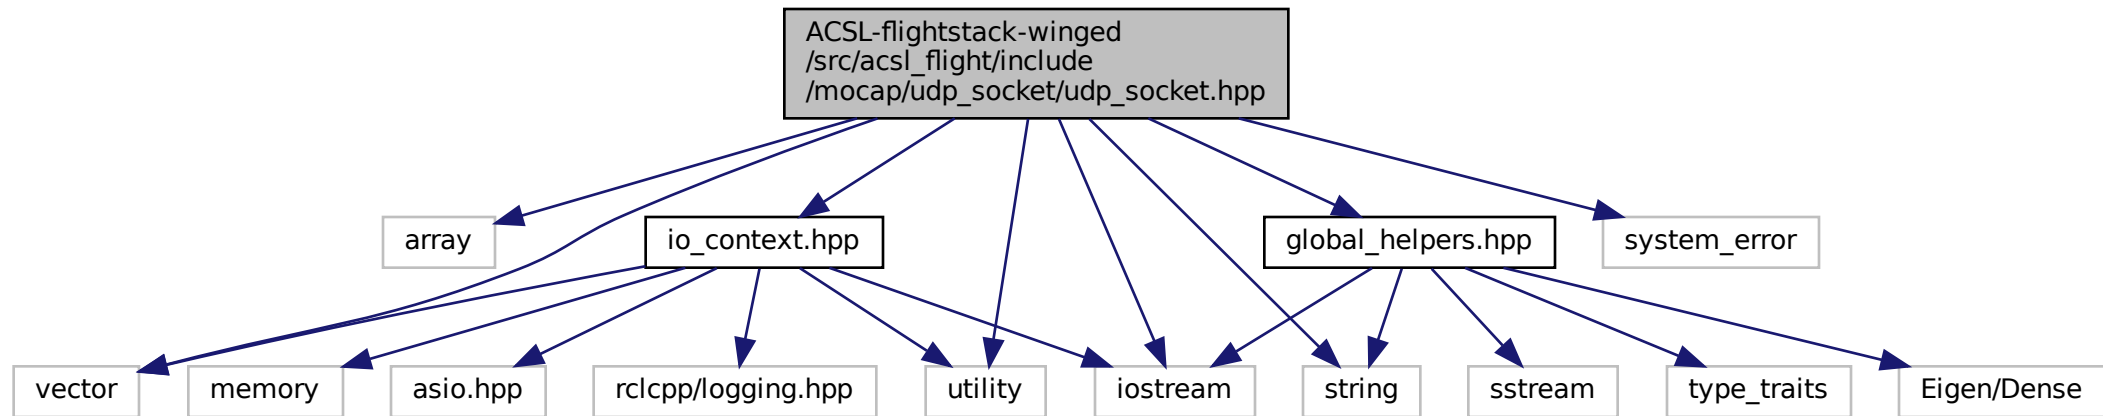 ACSL-flightstack-winged
/src/acsl_flight/include
/mocap/udp_socket/udp_socket.hpp
array
io_context.hpp
global_helpers.hpp
system_error
vector
memory
asio.hpp
rclcpp/logging.hpp
utility
iostream
string
sstream
type_traits
Eigen/Dense